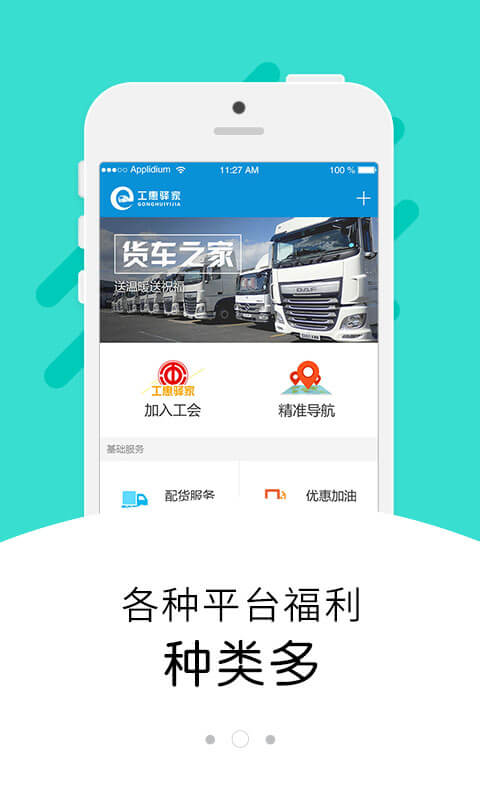 Applidium
11:27 AM
100 %
工惠驿家
GONGHUIYIJIA
货车之家
送温暖送祝福
DAF
工惠驿家
加入工会
精准导航
基础服务
配货服务
优惠加油
各种平台福利
种类多